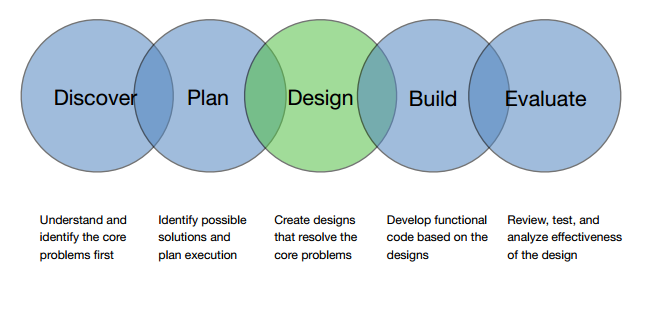 Discover
Plan
Design
Build
Evaluate
Understand and
identify the core
problems first
Identify possible
solutions and
plan execution
Create designs
that resolve the
core problems
Develop functional
code based on the
designs
Review, test, and
analyze effectiveness
of the design